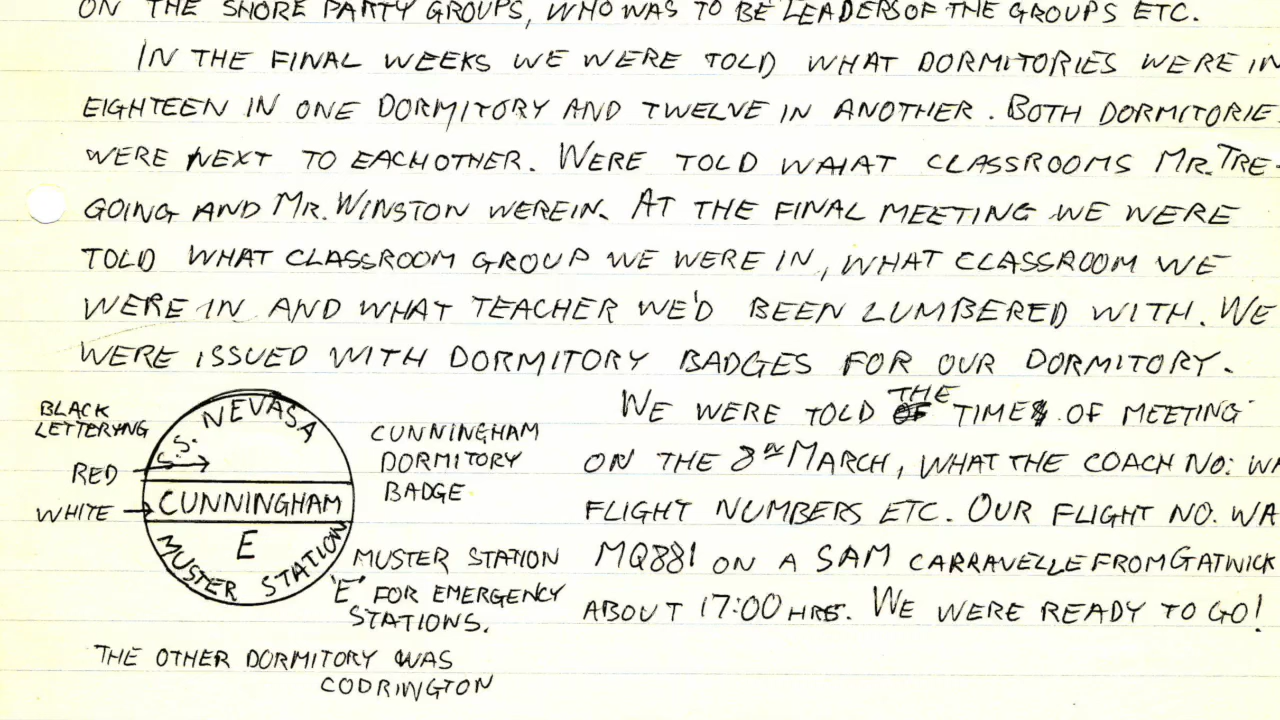 ON THE SHORE PARTY GROUPS, WHO WAS TO BE LEADERS OF THE GROUPS ETC.
IN THE FINAL WEEKS WE WERE TOLD WHAT DORMITORIES WERE IN
EIGHTEEN IN ONE DORMITORY AND TWELVE IN ANOTHER. BOTH DORMITORIE
WERE NEXT TO EACHOTHER. WERE TOLD WAHAT CLASSROOMS MR. TRE-
GOING AND MR. WINSTON WERE IN. AT THE FINAL MEETING WE WERE
TOLD WHAT CLASSROOM GROUP WE WERE IN, WHAT CLASSROOM WE
WERE IN AND WHAT TEACHER WE'D BEEN LUMBERED WITH. WE
WERE ISSUED WITH DORMITORY BADGES FOR OUR DORMITORY.
BLACK
LETTERYNG
RED
WHITE
S.S. NEVASA
CUNNINGHAM
E
MUSTER STATION
CUNNINGHAM
DORMITORY
BADGE
MUSTER STATION
'E' FOR EMERGENCY
STATIONS.
THE OTHER DORMITORY WAS
CODRINGTON
WE WERE TOLD THE TIME OF MEETING
ON THE 8TH MARCH, WHAT THE COACH NO: WA
FLIGHT NUMBERS ETC. OUR FLIGHT NO. WA
MQ881 ON A SAM CARRAVELLE FROM GATWICK
ABOUT 17:00 HRS. WE WERE READY TO GO!